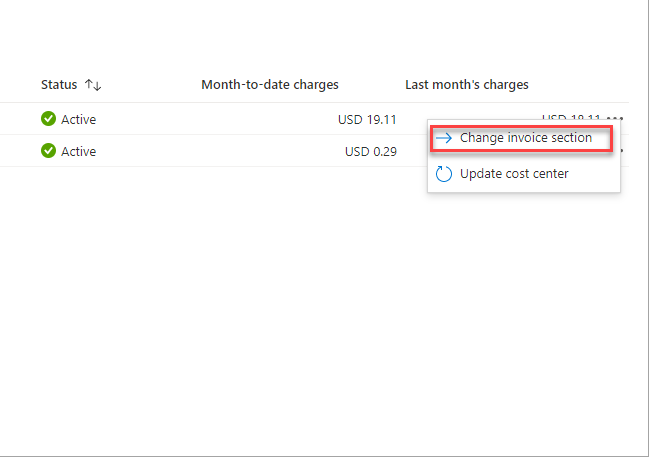 Status Month-to-date charges Last month's charges
Active USD 19.11 USD 18.11
Change invoice section
Active USD 0.29
Update cost center